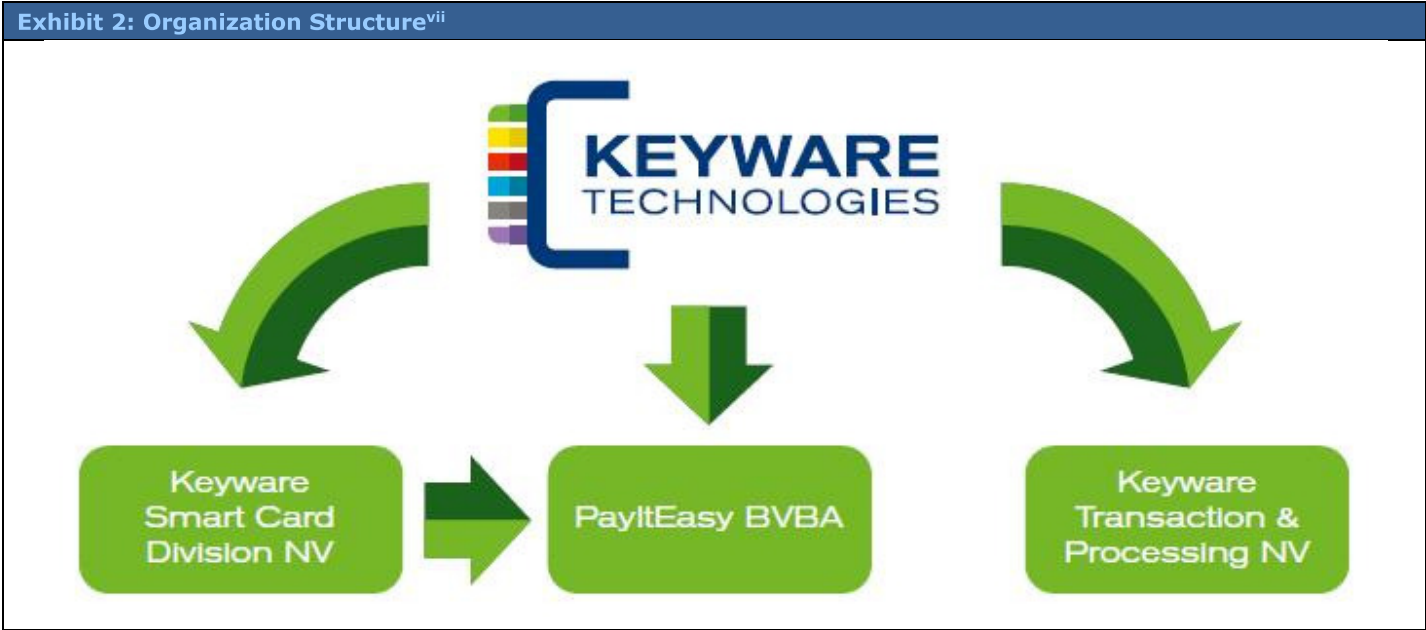 Exhibit 2: Organization Structurevii
KEYWARE
TECHNOLOGIES
Keyware
Smart Card
Division NV
PayItEasy BVBA
Keyware
Transaction &
Processing NV